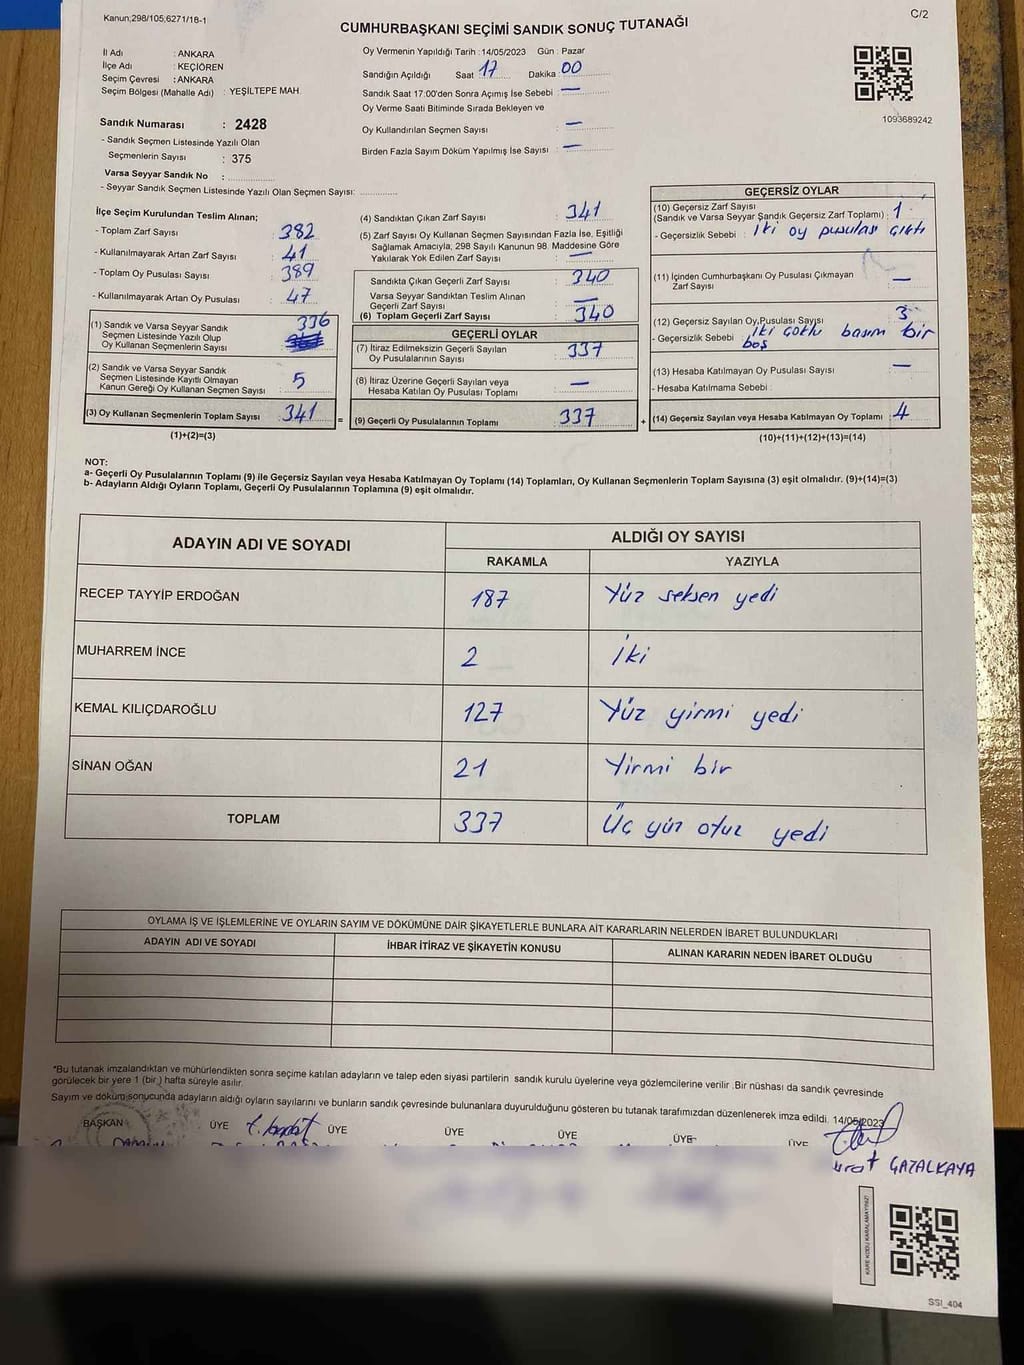 Kanun;298/105;6271/18-1
C/2
CUMHURBAŞKANI SEÇİMİ SANDIK SONUÇ TUTANAĞI
İl Adı : ANKARA
İlçe Adı : KEÇİÖREN
Seçim Çevresi : ANKARA
Seçim Bölgesi (Mahalle Adı) : YEŞİLTEPE MAH.
Sandık Numarası : 2428
- Sandık Seçmen Listesinde Yazılı Olan
Seçmenlerin Sayısı : 375
Varsa Seyyar Sandık No :
- Seyyar Sandık Seçmen Listesinde Yazılı Olan Seçmen Sayısı:
Oy Vermenin Yapıldığı Tarih : 14/05/2023 Gün : Pazar
Sandığın Açıldığı Saat 17 Dakika : 00
Sandık Saat 17:00'den Sonra Açımış İse Sebebi : —
Oy Verme Saati Bitiminde Sırada Bekleyen ve
Oy Kullandırılan Seçmen Sayısı : —
Birden Fazla Sayım Döküm Yapılmış İse Sayısı : —
1093689242
İlçe Seçim Kurulundan Teslim Alınan;
- Toplam Zarf Sayısı : 382
- Kullanılmayarak Artan Zarf Sayısı : 41
- Toplam Oy Pusulası Sayısı : 389
- Kullanılmayarak Artan Oy Pusulası : 47
(1) Sandık ve Varsa Seyyar Sandık
Seçmen Listesinde Yazılı Olup
Oy Kullanan Seçmenlerin Sayısı : 336
(2) Sandık ve Varsa Seyyar Sandık
Seçmen Listesinde Kayıtlı Olmayan
Kanun Gereği Oy Kullanan Seçmen Sayısı : 5
(3) Oy Kullanan Seçmenlerin Toplam Sayısı : 341 =
(1)+(2)=(3)
(4) Sandıktan Çıkan Zarf Sayısı : 341
(5) Zarf Sayısı Oy Kullanan Seçmen Sayısından Fazla İse, Eşitliği
Sağlamak Amacıyla, 298 Sayılı Kanunun 98. Maddesine Göre
Yakılarak Yok Edilen Zarf Sayısı : —
Sandıkta Çıkan Geçerli Zarf Sayısı : 340
Varsa Seyyar Sandıktan Teslim Alınan
Geçerli Zarf Sayısı : —
(6) Toplam Geçerli Zarf Sayısı : 340
GEÇERLİ OYLAR
(7) İtiraz Edilmeksizin Geçerli Sayılan
Oy Pusulalarının Sayısı : 337
(8) İtiraz Üzerine Geçerli Sayılan veya
Hesaba Katılan Oy Pusulası Toplamı : —
(9) Geçerli Oy Pusulalarının Toplamı : 337 +
GEÇERSİZ OYLAR
(10) Geçersiz Zarf Sayısı
(Sandık ve Varsa Seyyar Sandık Geçersiz Zarf Toplamı) : 1
- Geçersizlik Sebebi : İki oy pusulası çıktı
(11) İçinden Cumhurbaşkanı Oy Pusulası Çıkmayan
Zarf Sayısı : —
(12) Geçersiz Sayılan Oy Pusulası Sayısı : 3
- Geçersizlik Sebebi : iki çoklu basım bir
boş
(13) Hesaba Katılmayan Oy Pusulası Sayısı : —
- Hesaba Katılmama Sebebi :
(14) Geçersiz Sayılan veya Hesaba Katılmayan Oy Toplamı : 4
(10)+(11)+(12)+(13)=(14)
NOT:
a- Geçerli Oy Pusulalarının Toplamı (9) ile Geçersiz Sayılan veya Hesaba Katılmayan Oy Toplamı (14) Toplamları, Oy Kullanan Seçmenlerin Toplam Sayısına (3) eşit olmalıdır. (9)+(14)=(3)
b- Adayların Aldığı Oyların Toplamı, Geçerli Oy Pusulalarının Toplamına (9) eşit olmalıdır.
ADAYIN ADI VE SOYADI
ALDIĞI OY SAYISI
RAKAMLA YAZIYLA
RECEP TAYYİP ERDOĞAN 187 Yüz seksen yedi
MUHARREM İNCE 2 İki
KEMAL KILIÇDAROĞLU 127 Yüz yirmi yedi
SİNAN OĞAN 21 Yirmi bir
TOPLAM 337 Üç yüz otuz yedi
OYLAMA İŞ VE İŞLEMLERİNE VE OYLARIN SAYIM VE DÖKÜMÜNE DAİR ŞİKAYETLERLE BUNLARA AİT KARARLARIN NELERDEN İBARET BULUNDUKLARI
ADAYIN ADI VE SOYADI İHBAR İTİRAZ VE ŞİKAYETİN KONUSU ALINAN KARARIN NEDEN İBARET OLDUĞU
*Bu tutanak imzalandıktan ve mühürlendikten sonra seçime katılan adayların ve talep eden siyasi partilerin sandık kurulu üyelerine veya gözlemcilerine verilir .Bir nüshası da sandık çevresinde
görülecek bir yere 1 (bir ) hafta süreyle asılır.
Sayım ve döküm sonucunda adayların aldığı oyların sayılarını ve bunların sandık çevresinde bulunanlara duyurulduğunu gösteren bu tutanak tarafımızdan düzenlenerek imza edildi. 14/05/2023
BAŞKAN ÜYE ÜYE ÜYE ÜYE ÜYE ÜYE
GAZALKAYA
KARE KODU KARALAMAYINIZ!
SSI_404